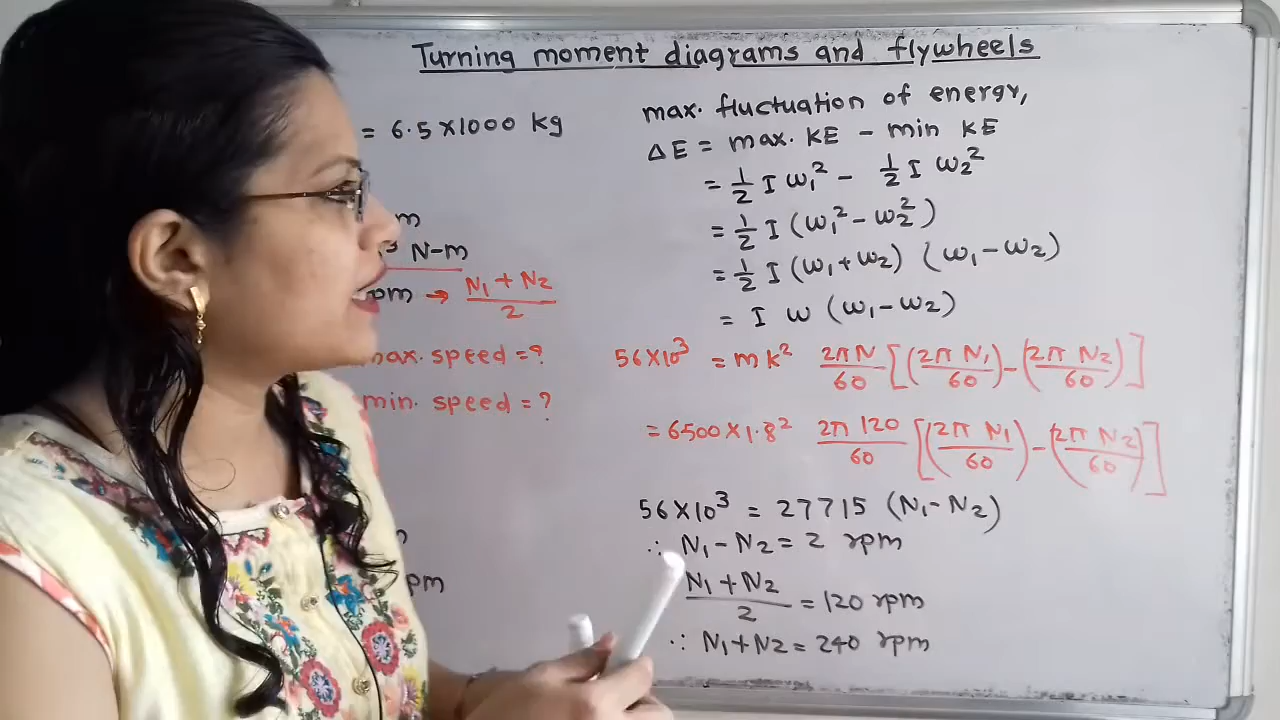 Turning moment diagrams and flywheels
= 6.5 X 1000 kg
m
³ N-m
pm → N₁ + N₂ / 2
max. speed = ?
min. speed = ?
pm
max. fluctuation of energy,
ΔE = max. KE - min KE
= 1/2 I ω₁² - 1/2 I ω₂²
= 1/2 I (ω₁² - ω₂²)
= 1/2 I (ω₁ + ω₂) (ω₁ - ω₂)
= I ω (ω₁ - ω₂)
56 X 10³ = m k² 2π N / 60 [(2π N₁ / 60) - (2π N₂ / 60)]
= 6500 X 1.8² 2π 120 / 60 [(2π N₁ / 60) - (2π N₂ / 60)]
56 X 10³ = 27715 (N₁ - N₂)
∴ N₁ - N₂ = 2 rpm
N₁ + N₂ / 2 = 120 rpm
∴ N₁ + N₂ = 240 rpm